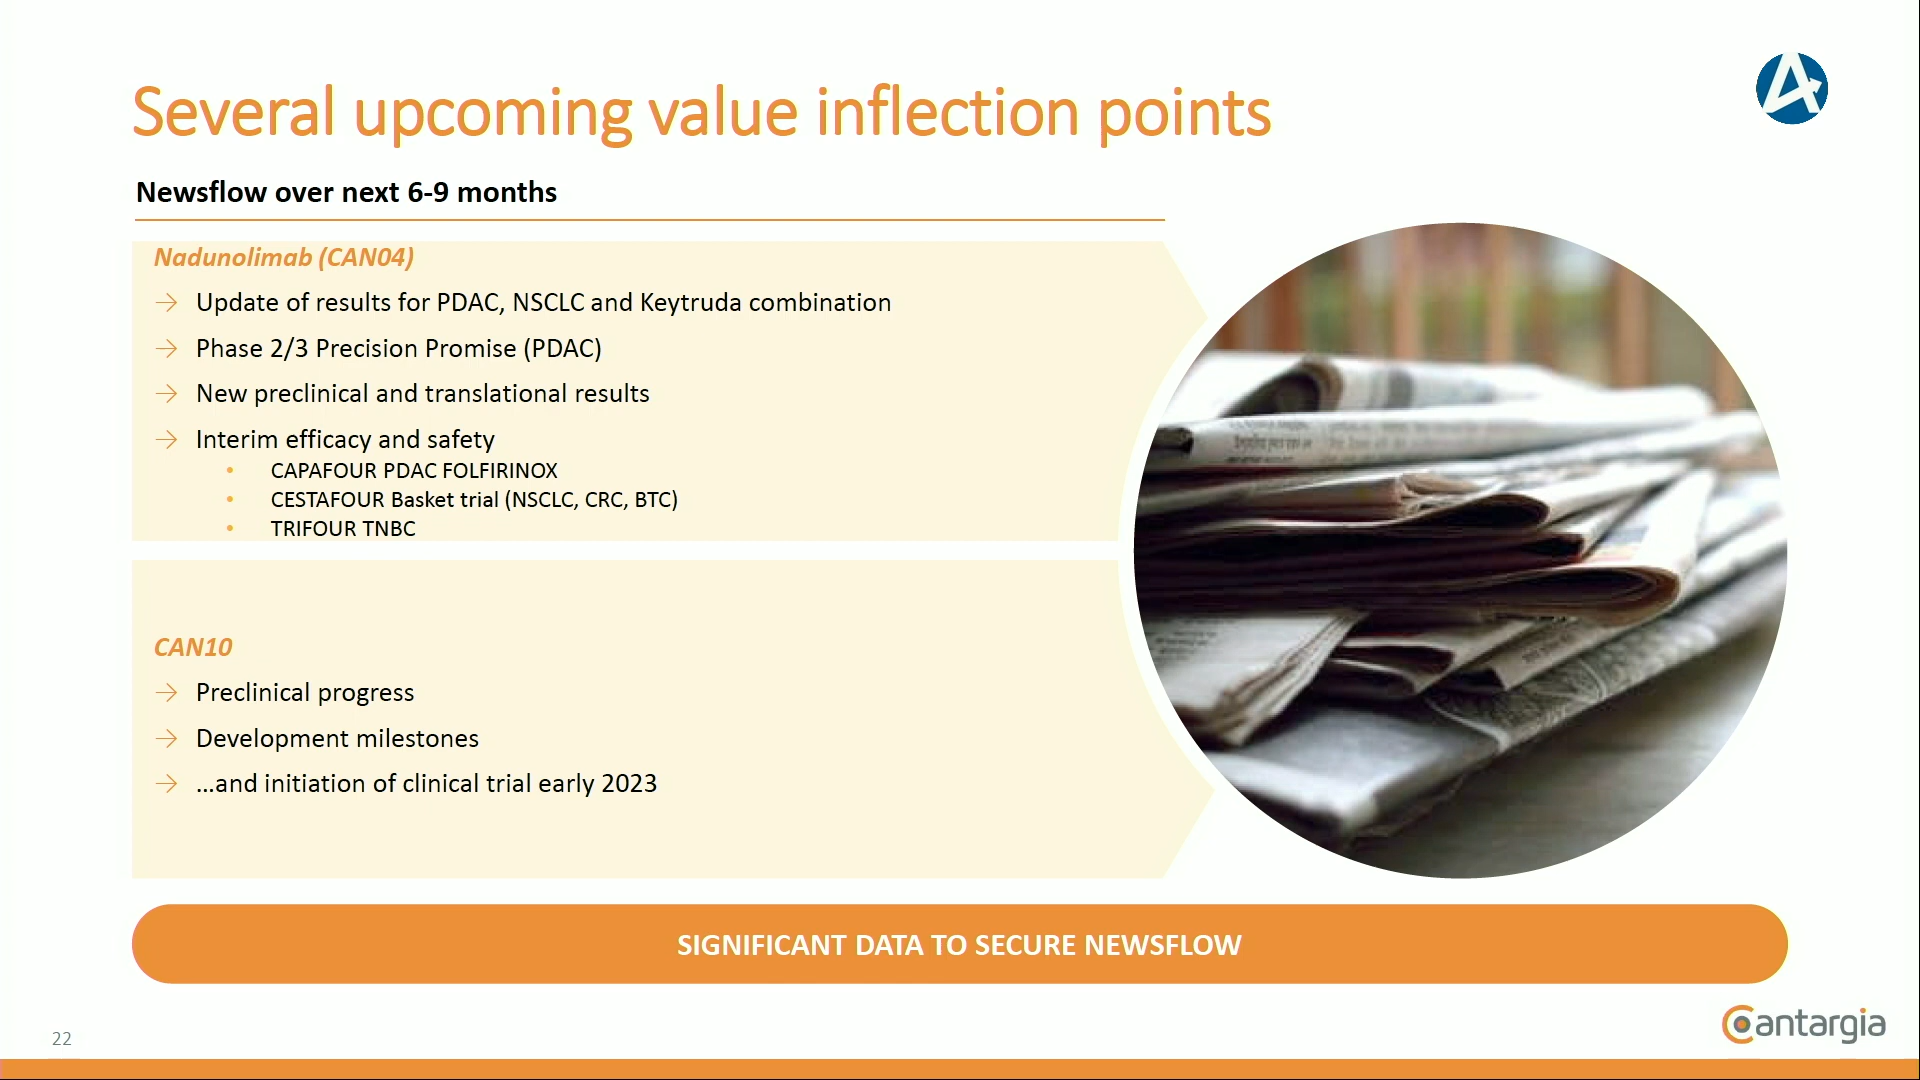 Several upcoming value inflection points
Newsflow over next 6-9 months
Nadunolimab (CAN04)
→ Update of results for PDAC, NSCLC and Keytruda combination
→ Phase 2/3 Precision Promise (PDAC)
→ New preclinical and translational results
→ Interim efficacy and safety
• CAPAFOUR PDAC FOLFIRINOX
• CESTAFOUR Basket trial (NSCLC, CRC, BTC)
• TRIFOUR TNBC
CAN10
→ Preclinical progress
→ Development milestones
→ ...and initiation of clinical trial early 2023
SIGNIFICANT DATA TO SECURE NEWSFLOW
22
Cantargia